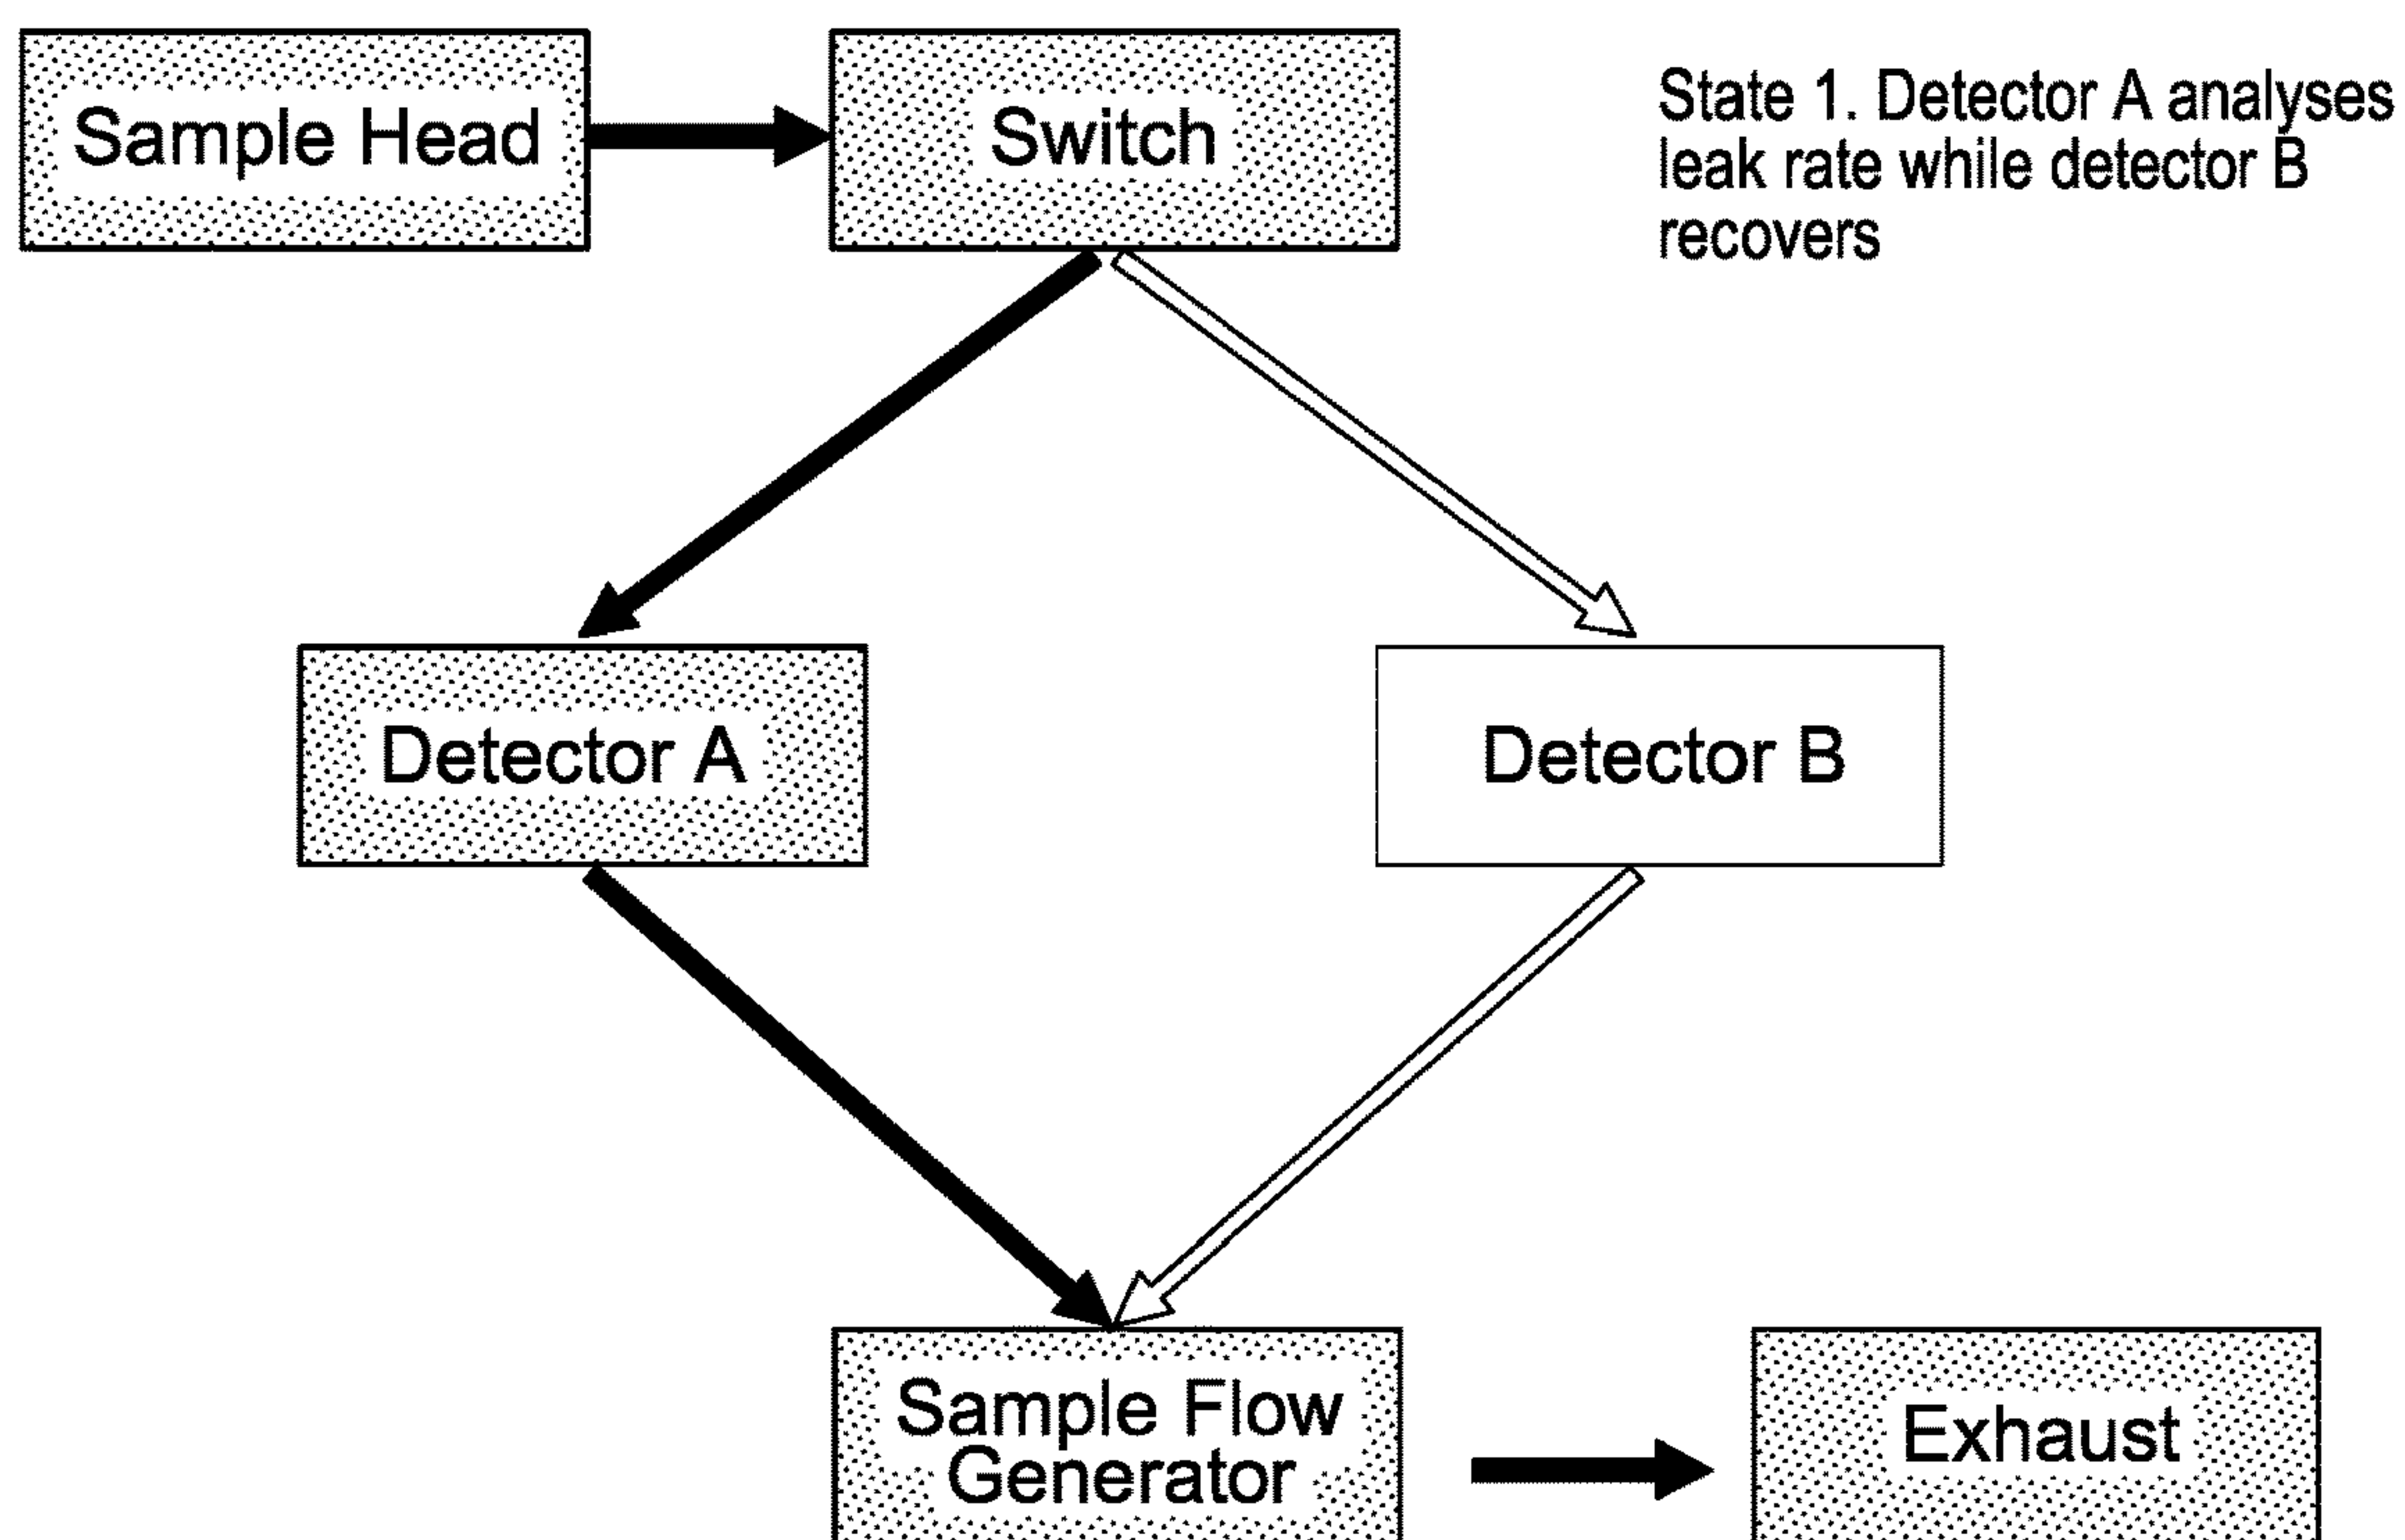 Sample Head
Switch
State 1. Detector A analyses
leak rate while detector B
recovers
Detector A
Detector B
Sample Flow
Generator
Exhaust